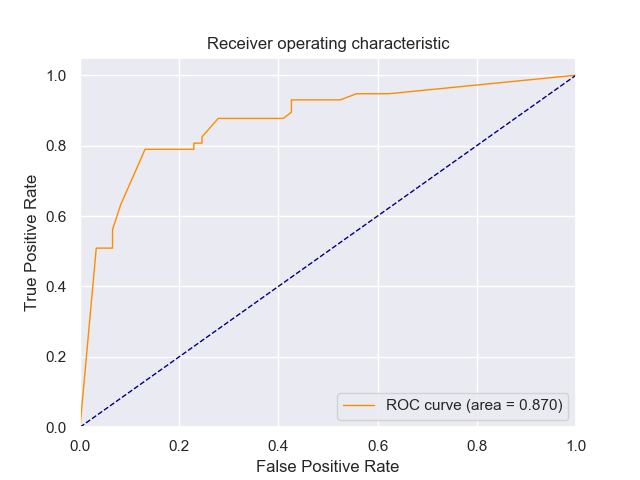 Receiver operating characteristic
True Positive Rate
1.0
0.8
0.6
0.4
0.2
0.0
ROC curve (area = 0.870)
0.0 0.2 0.4 0.6 0.8 1.0
False Positive Rate